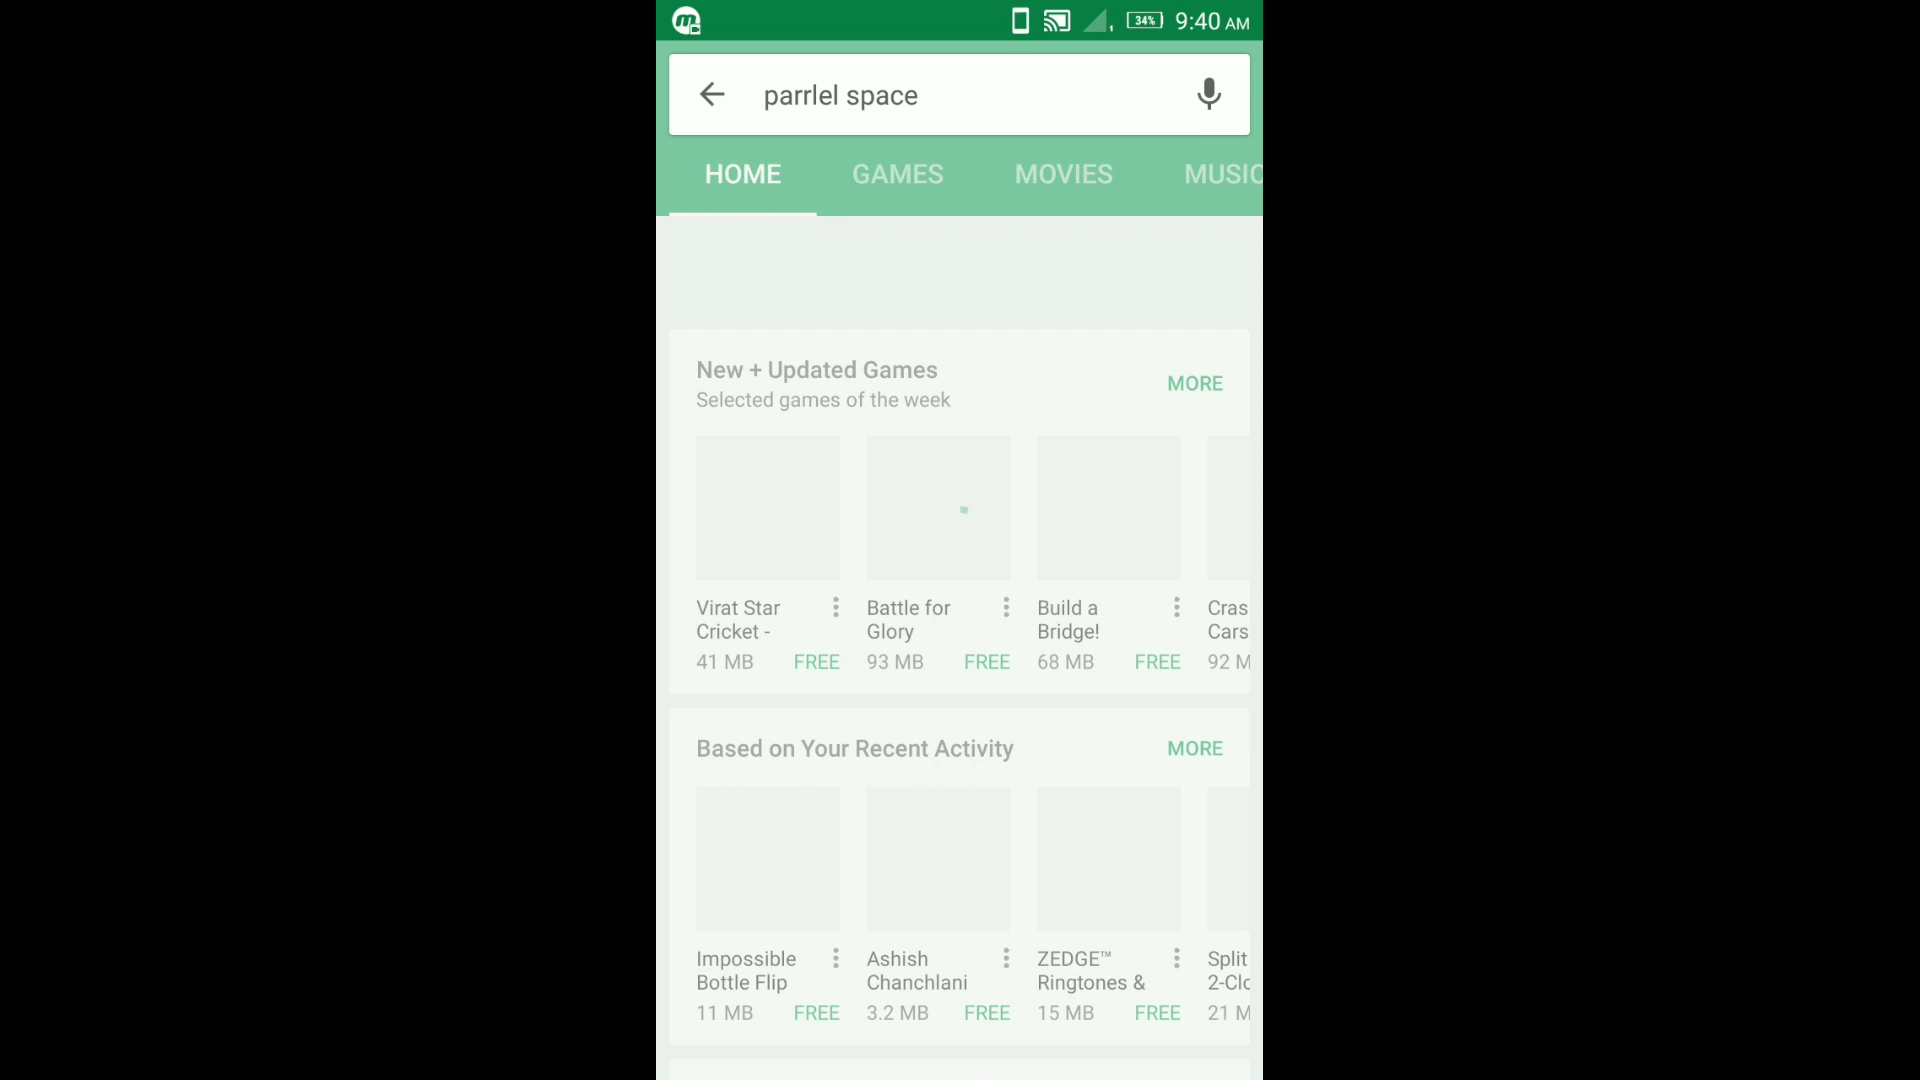 34% 9:40 AM
parrlel space
HOME GAMES MOVIES MUSIC
New + Updated Games
MORE
Selected games of the week
Virat Star Battle for Build a Cras
Cricket - Glory Bridge! Cars
41 MB FREE 93 MB FREE 68 MB FREE 92 M
Based on Your Recent Activity MORE
Impossible Ashish ZEDGE™ Split
Bottle Flip Chanchlani Ringtones & 2-Clo
11 MB FREE 3.2 MB FREE 15 MB FREE 21 M